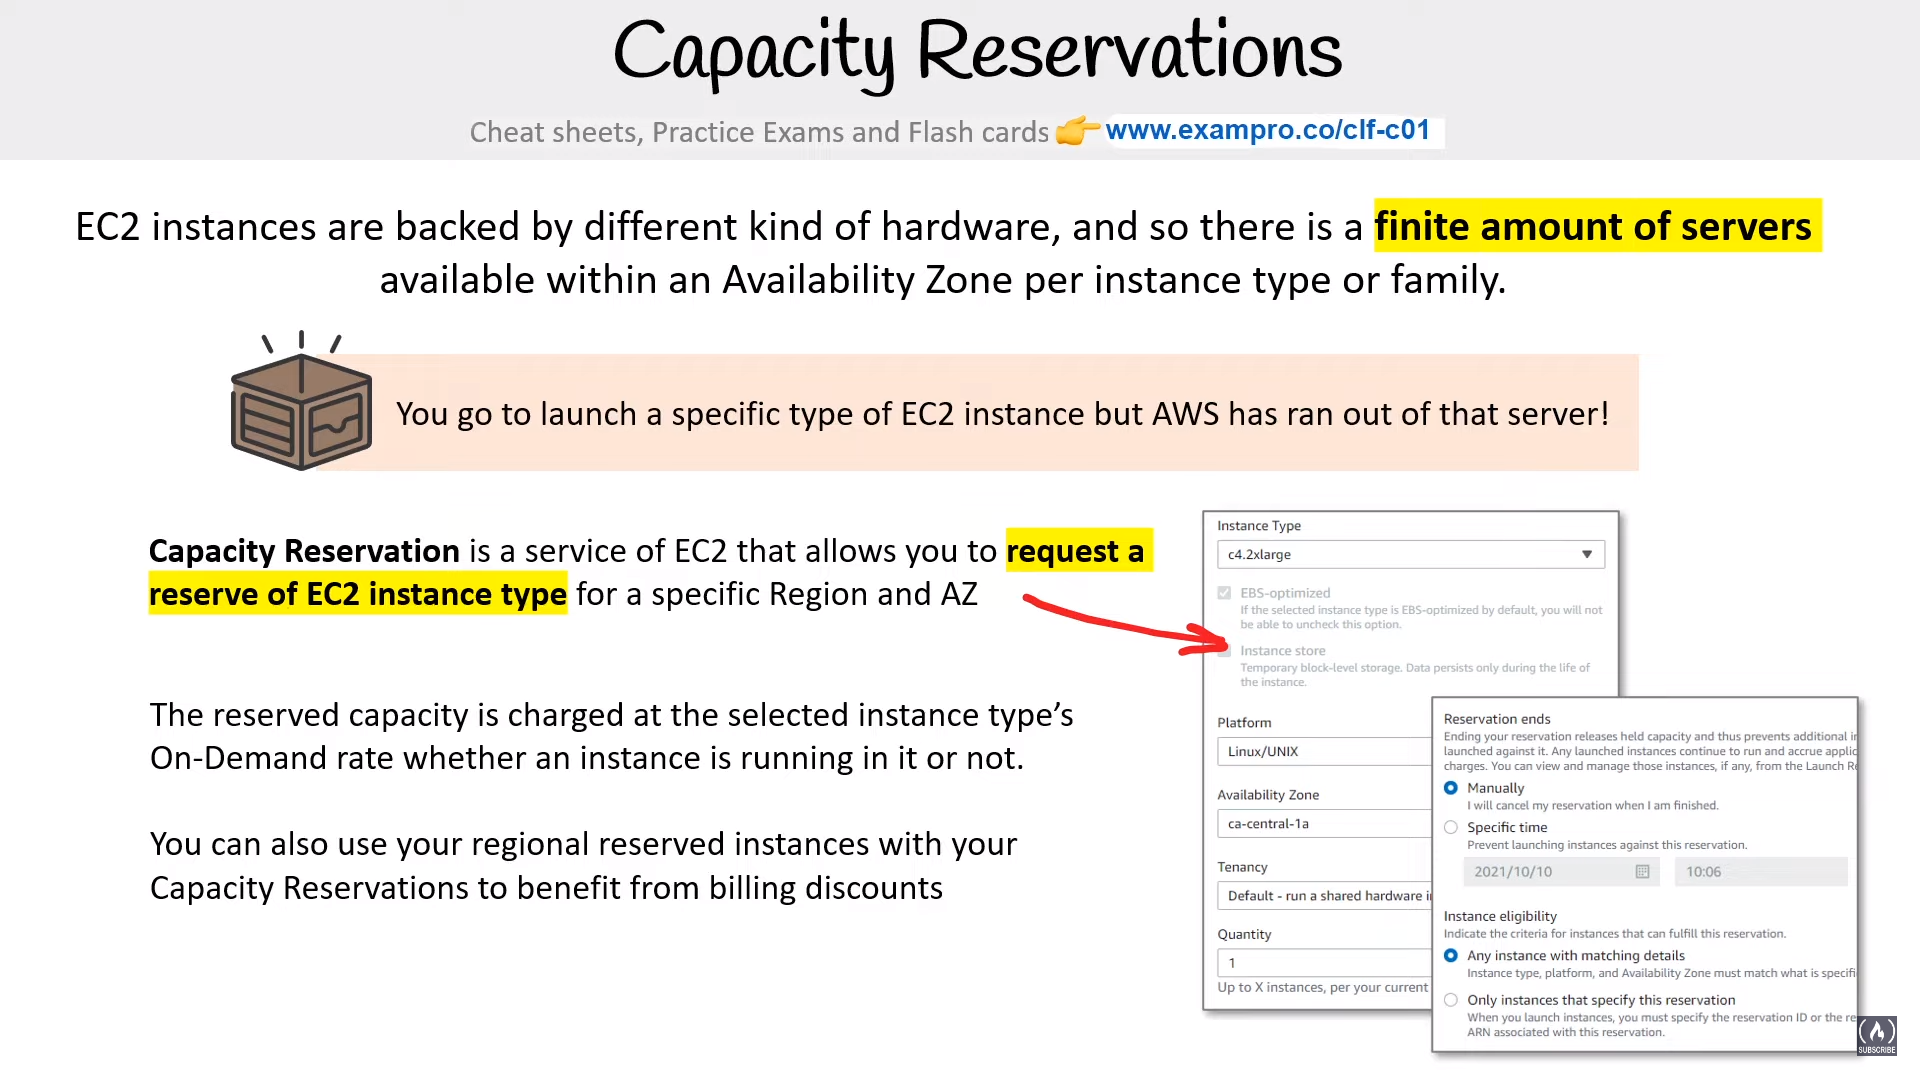 Capacity Reservations
Cheat sheets, Practice Exams and Flash cards 👉 www.exampro.co/clf-c01
EC2 instances are backed by different kind of hardware, and so there is a finite amount of servers
available within an Availability Zone per instance type or family.
You go to launch a specific type of EC2 instance but AWS has ran out of that server!
Capacity Reservation is a service of EC2 that allows you to request a
reserve of EC2 instance type for a specific Region and AZ
The reserved capacity is charged at the selected instance type’s
On-Demand rate whether an instance is running in it or not.
You can also use your regional reserved instances with your
Capacity Reservations to benefit from billing discounts
Instance Type
c4.2xlarge
EBS-optimized
If the selected instance type is EBS-optimized by default, you will not
be able to uncheck this option.
Instance store
Temporary block-level storage. Data persists only during the life of
the instance.
Platform
Linux/UNIX
Availability Zone
ca-central-1a
Tenancy
Default - run a shared hardware
Quantity
1
Up to X instances, per your current
Reservation ends
Ending your reservation releases held capacity and thus prevents additional
launched against it. Any launched instances continue to run and accrue
charges. You can view and manage those instances, if any, from the Launch
Manually
I will cancel my reservation when I am finished.
Specific time
Prevent launching instances against this reservation.
2021/10/10
10:06
Instance eligibility
Indicate the criteria for instances that can fulfill this reservation.
Any instance with matching details
Instance type, platform, and Availability Zone must match what is
Only instances that specify this reservation
When you launch instances, you must specify the reservation ID or the
ARN associated with this reservation.
SUBSCRIBE